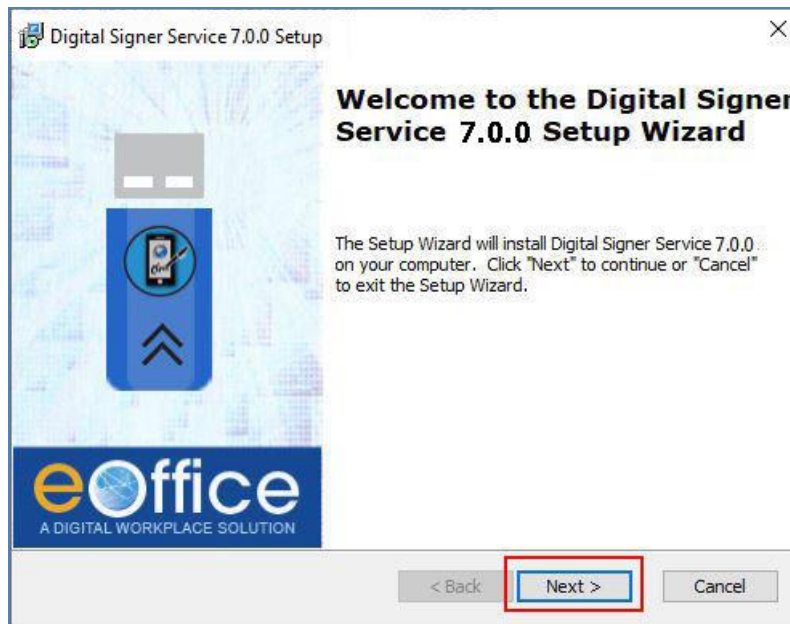 Digital Signer Service 7.0.0 Setup
Welcome to the Digital Signer
Service 7.0.0 Setup Wizard
The Setup Wizard will install Digital Signer Service 7.0.0
on your computer. Click "Next" to continue or "Cancel"
to exit the Setup Wizard.
eOffice
A DIGITAL WORKPLACE SOLUTION
< Back
Next >
Cancel